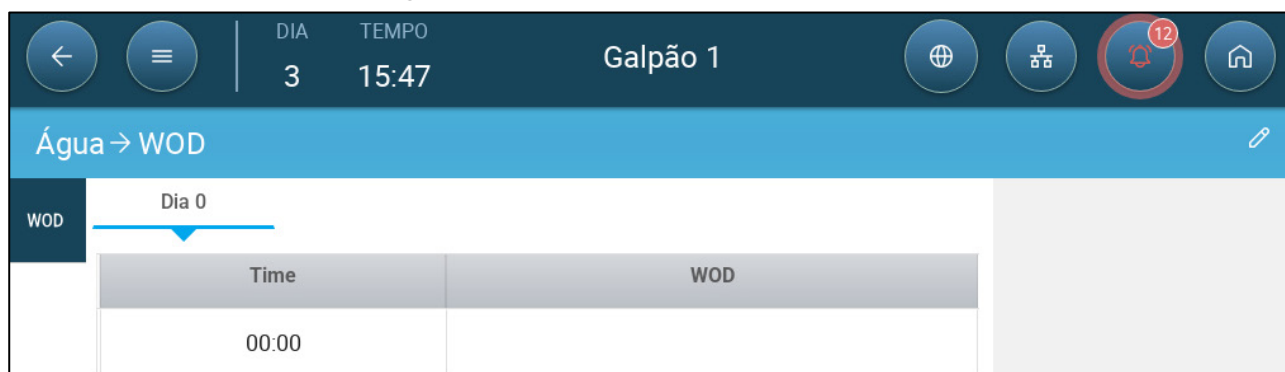 DIA TEMPO
3 15:47
Galpão 1
12
Água → WOD
WOD
Dia 0
Time WOD
00:00